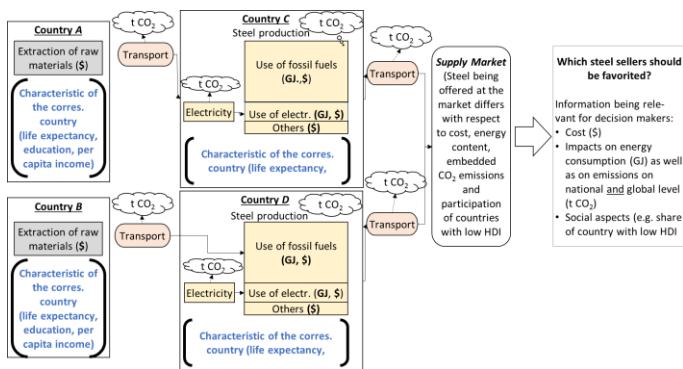 Country A
Extraction of raw
materials ($)
Characteristic of
the corres.
country
(life expectancy,
education, per
capita income)
t CO2
Transport
Country C
t CO2
Steel production
Use of fossil fuels
(GJ.,$)
t CO2
Electricity
Use of electr. (GJ, $)
Others ($)
Characteristic of the corres.
country (life expectancy,
t CO2
Transport
Country B
Extraction of raw
materials ($)
Characteristic of
the corres.
country
(life expectancy,
education, per
capita income)
t CO2
Transport
Country D
t CO2
Steel production
Use of fossil fuels
(GJ, $)
t CO2
Electricity
Use of electr. (GJ, $)
Others ($)
Characteristic of the corres.
country (life expectancy,
t CO2
Transport
Supply Market
(Steel being
offered at the
market differs
with respect
to cost, energy
content,
embedded
CO2 emissions
and
participation
of countries
with low HDI
Which steel sellers should
be favorited?
Information being rele-
vant for decision makers:
• Cost ($)
• Impacts on energy
consumption (GJ) as well
as on emissions on
national and global level
(t CO2)
• Social aspects (e.g. share
of country with low HDI